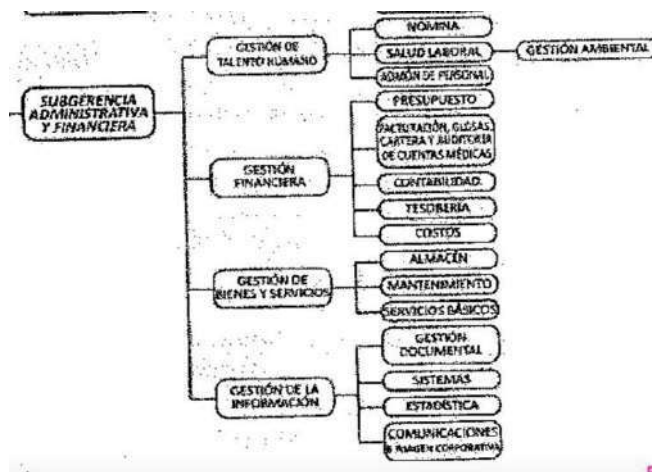 NÓMINA
GESTIÓN DE
TALENTO HUMANO
SALUD LABORAL
GESTIÓN AMBIENTAL
ADMÓN DE PERSONAL
SUBGERENCIA
ADMINISTRATIVA
Y FINANCIERA
PRESUPUESTO
FACTURACIÓN, GLOSAS,
CARTERA Y AUDITORIA
DE CUENTAS MÉDICAS
GESTIÓN
FINANCIERA
CONTABILIDAD
TESORERÍA
COSTOS
ALMACÉN
GESTIÓN DE
BIENES Y SERVICIOS
MANTENIMIENTO
SERVICIOS BÁSICOS
GESTIÓN
DOCUMENTAL
GESTIÓN DE LA
INFORMACIÓN
SISTEMAS
ESTADÍSTICA
COMUNICACIONES
E IMAGEN CORPORATIVA